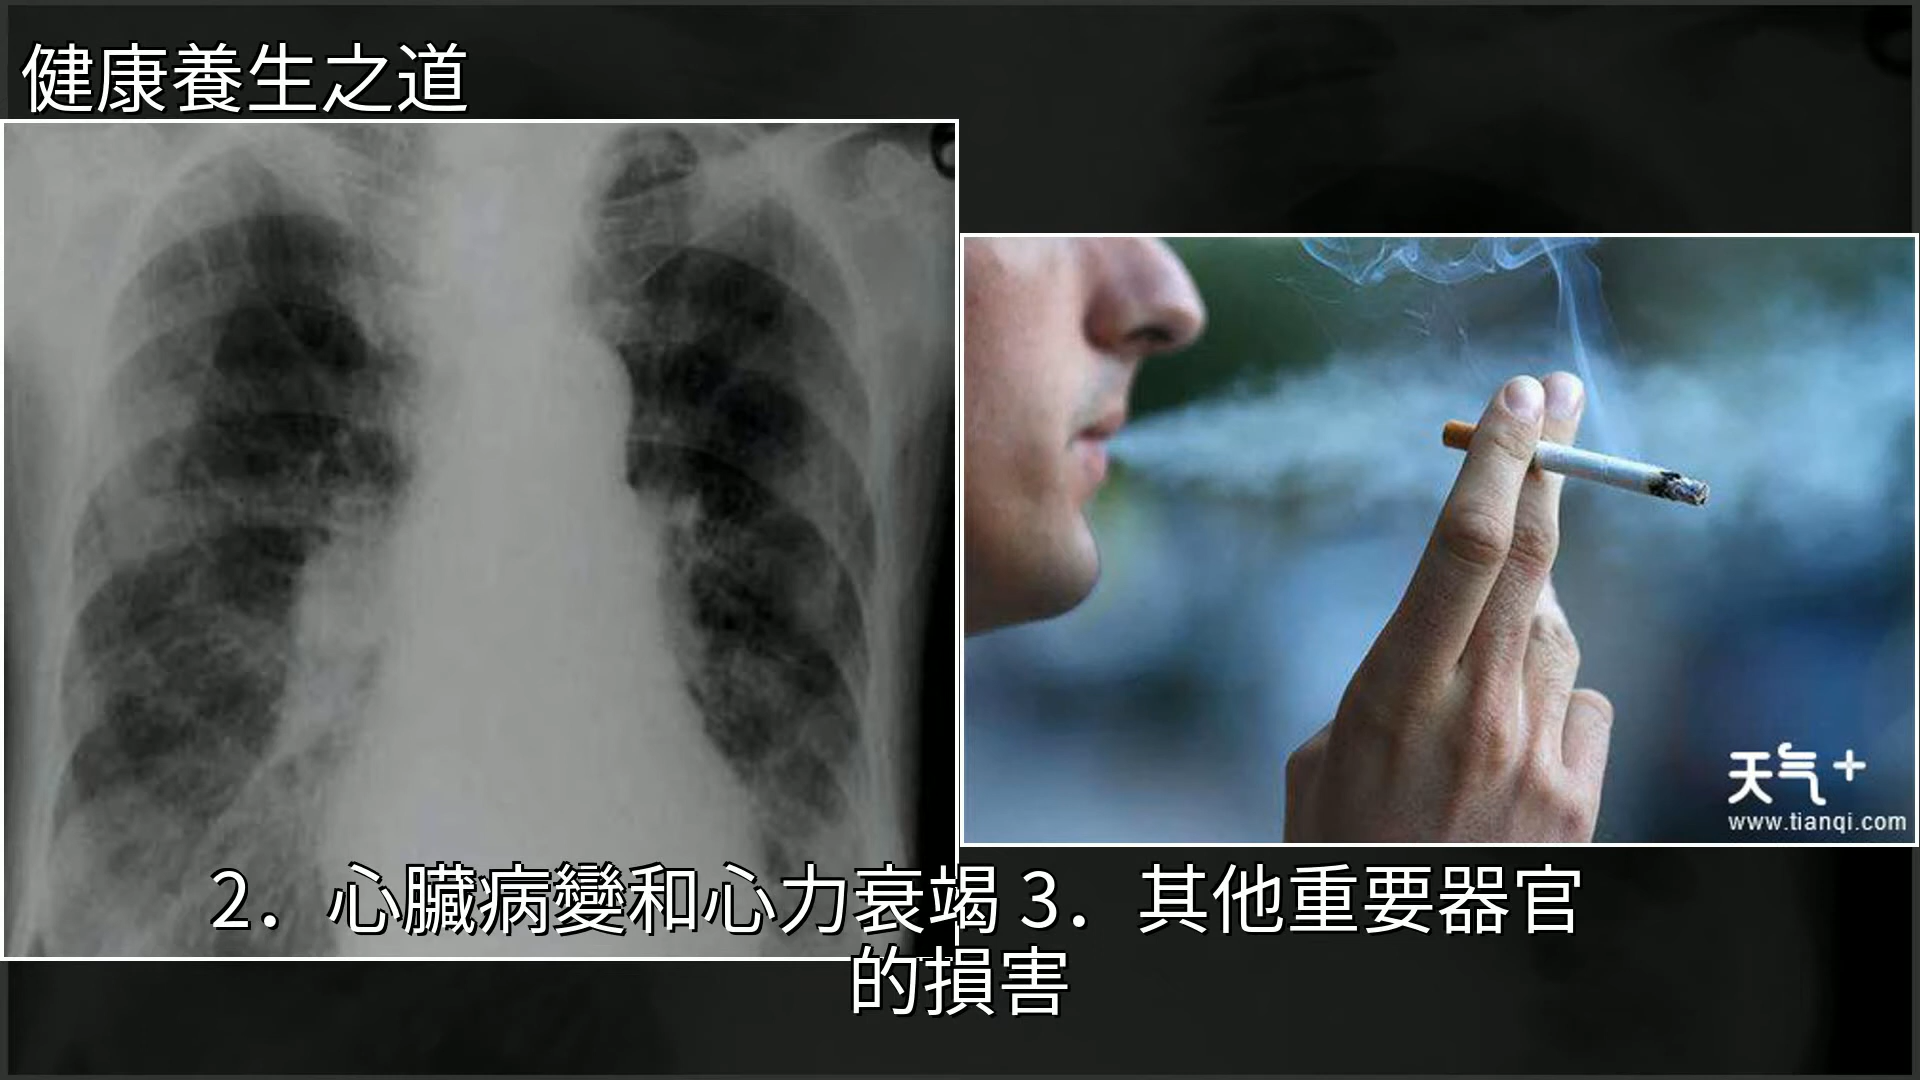 健康養生之道
天气+
www.tianqi.com
2．心臟病變和心力衰竭 3．其他重要器官
的損害